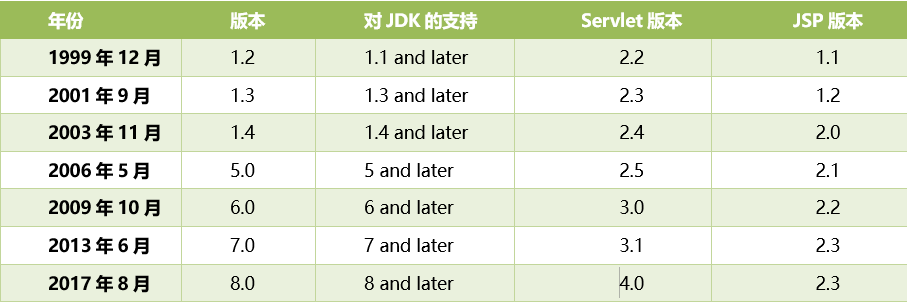 年份 版本 对 JDK 的支持 Servlet 版本 JSP 版本
1999 年 12 月 1.2 1.1 and later 2.2 1.1
2001 年 9 月 1.3 1.3 and later 2.3 1.2
2003 年 11 月 1.4 1.4 and later 2.4 2.0
2006 年 5 月 5.0 5 and later 2.5 2.1
2009 年 10 月 6.0 6 and later 3.0 2.2
2013 年 6 月 7.0 7 and later 3.1 2.3
2017 年 8 月 8.0 8 and later 4.0 2.3